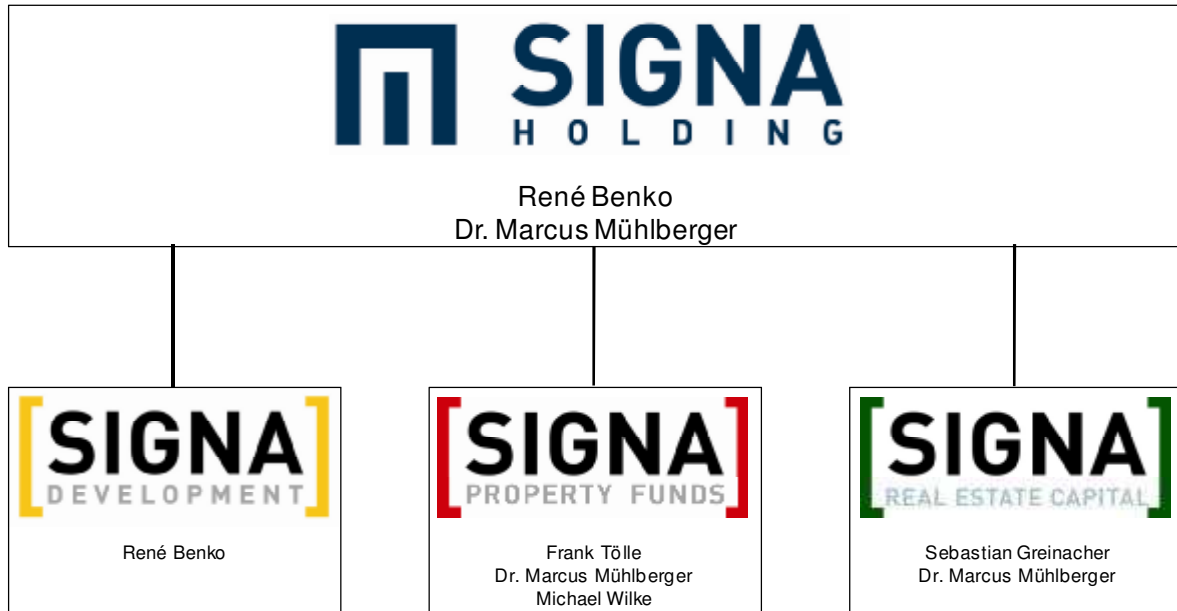 SIGNA
HOLDING
René Benko
Dr. Marcus Mühlberger
[SIGNA]
DEVELOPMENT
René Benko
[SIGNA]
PROPERTY FUNDS
Frank Tölle
Dr. Marcus Mühlberger
Michael Wilke
[SIGNA]
REAL ESTATE CAPITAL
Sebastian Greinacher
Dr. Marcus Mühlberger